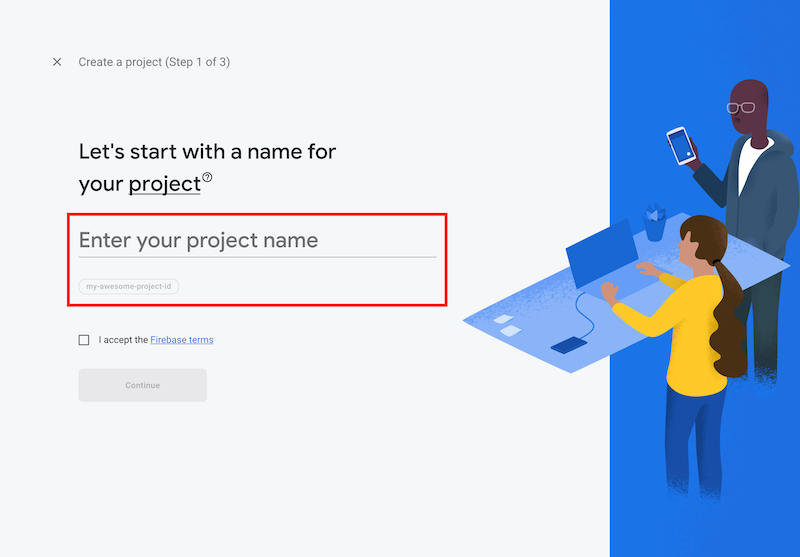 Create a project (Step 1 of 3)
Let's start with a name for
your project
Enter your project name
my-awesome-project-id
I accept the Firebase terms
Continue